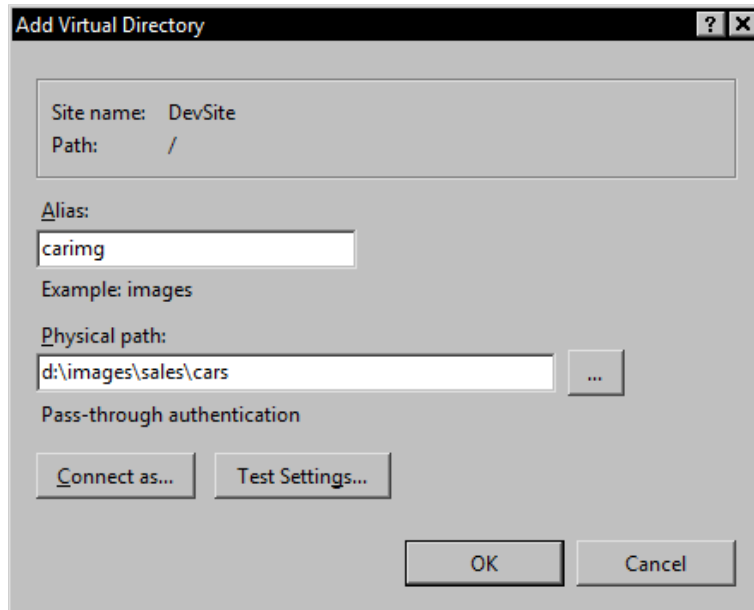 Add Virtual Directory
Site name: DevSite
Path: /
Alias:
carimg
Example: images
Physical path:
d:\images\sales\cars
...
Pass-through authentication
Connect as...
Test Settings...
OK
Cancel